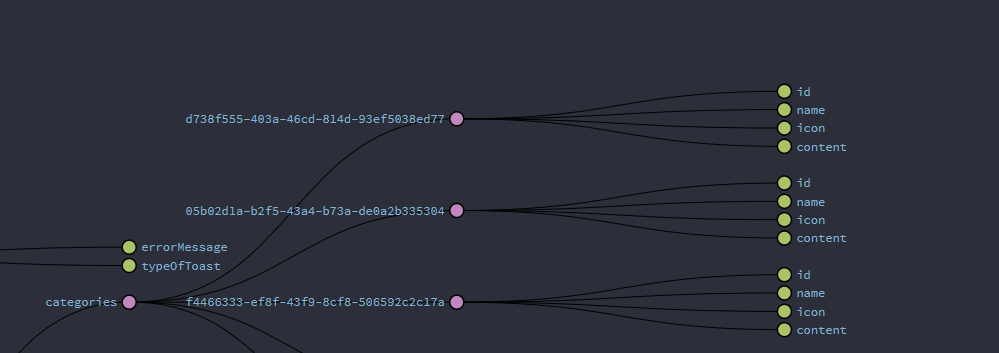 id
d738f555-403a-46cd-814d-93ef5038ed77
name
icon
content
id
05b02d1a-b2f5-43a4-b73a-de0a2b335304
name
icon
content
errorMessage
typeOfToast
categories
f4466333-ef8f-43f9-8cf8-506592c2c17a
id
name
icon
content